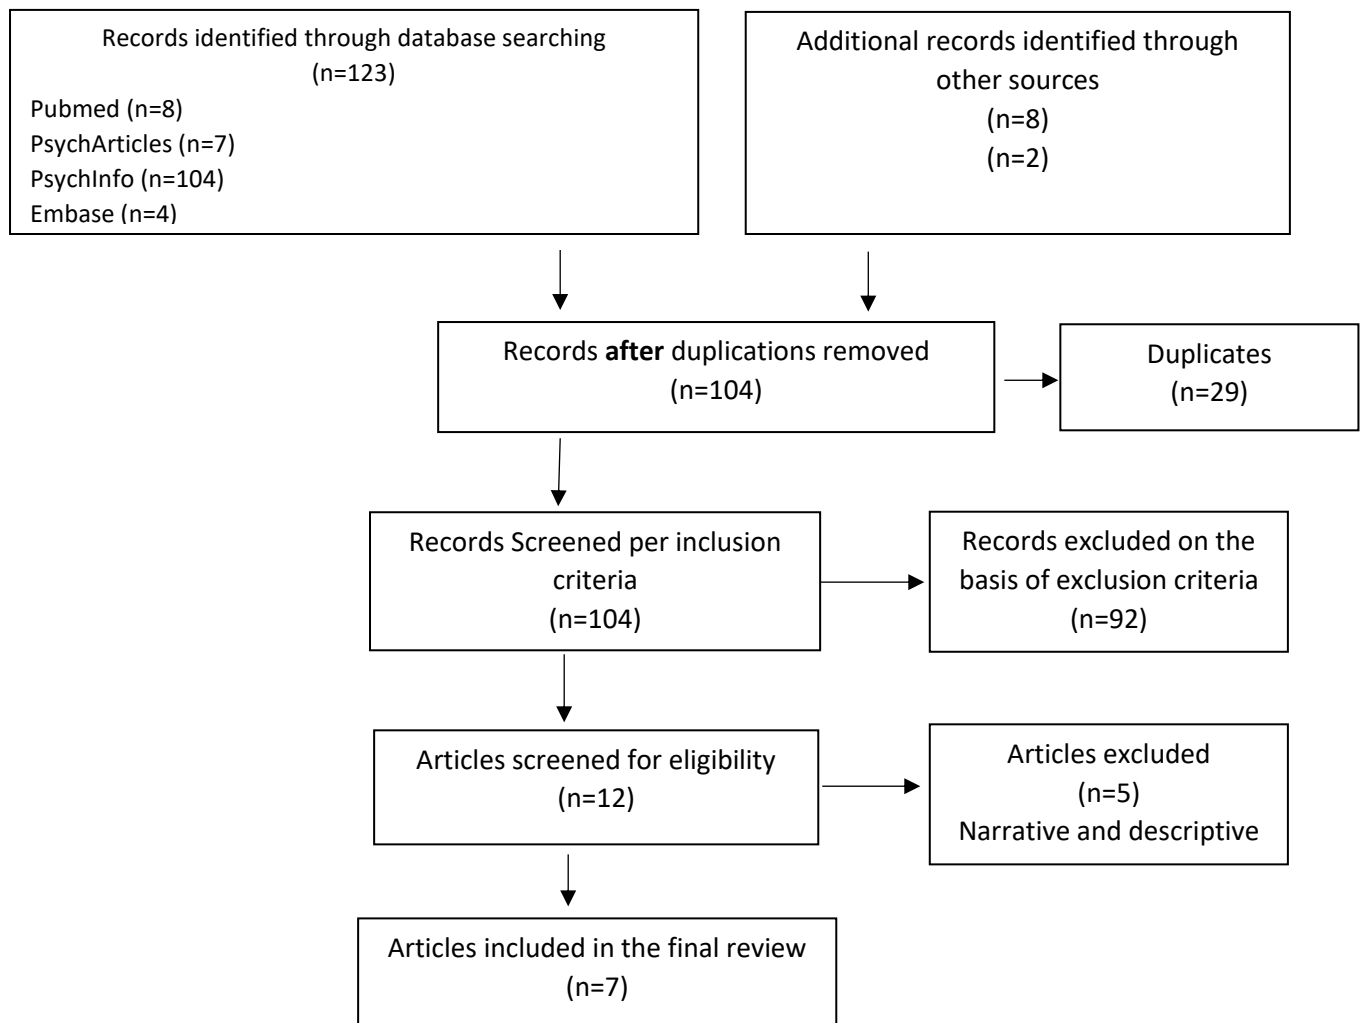 Records identified through database searching
(n=123)
Pubmed (n=8)
PsychArticles (n=7)
PsychInfo (n=104)
Embase (n=4)
Additional records identified through
other sources
(n=8)
(n=2)
Records after duplications removed
(n=104)
Duplicates
(n=29)
Records Screened per inclusion
criteria
(n=104)
Records excluded on the
basis of exclusion criteria
(n=92)
Articles screened for eligibility
(n=12)
Articles excluded
(n=5)
Narrative and descriptive
Articles included in the final review
(n=7)